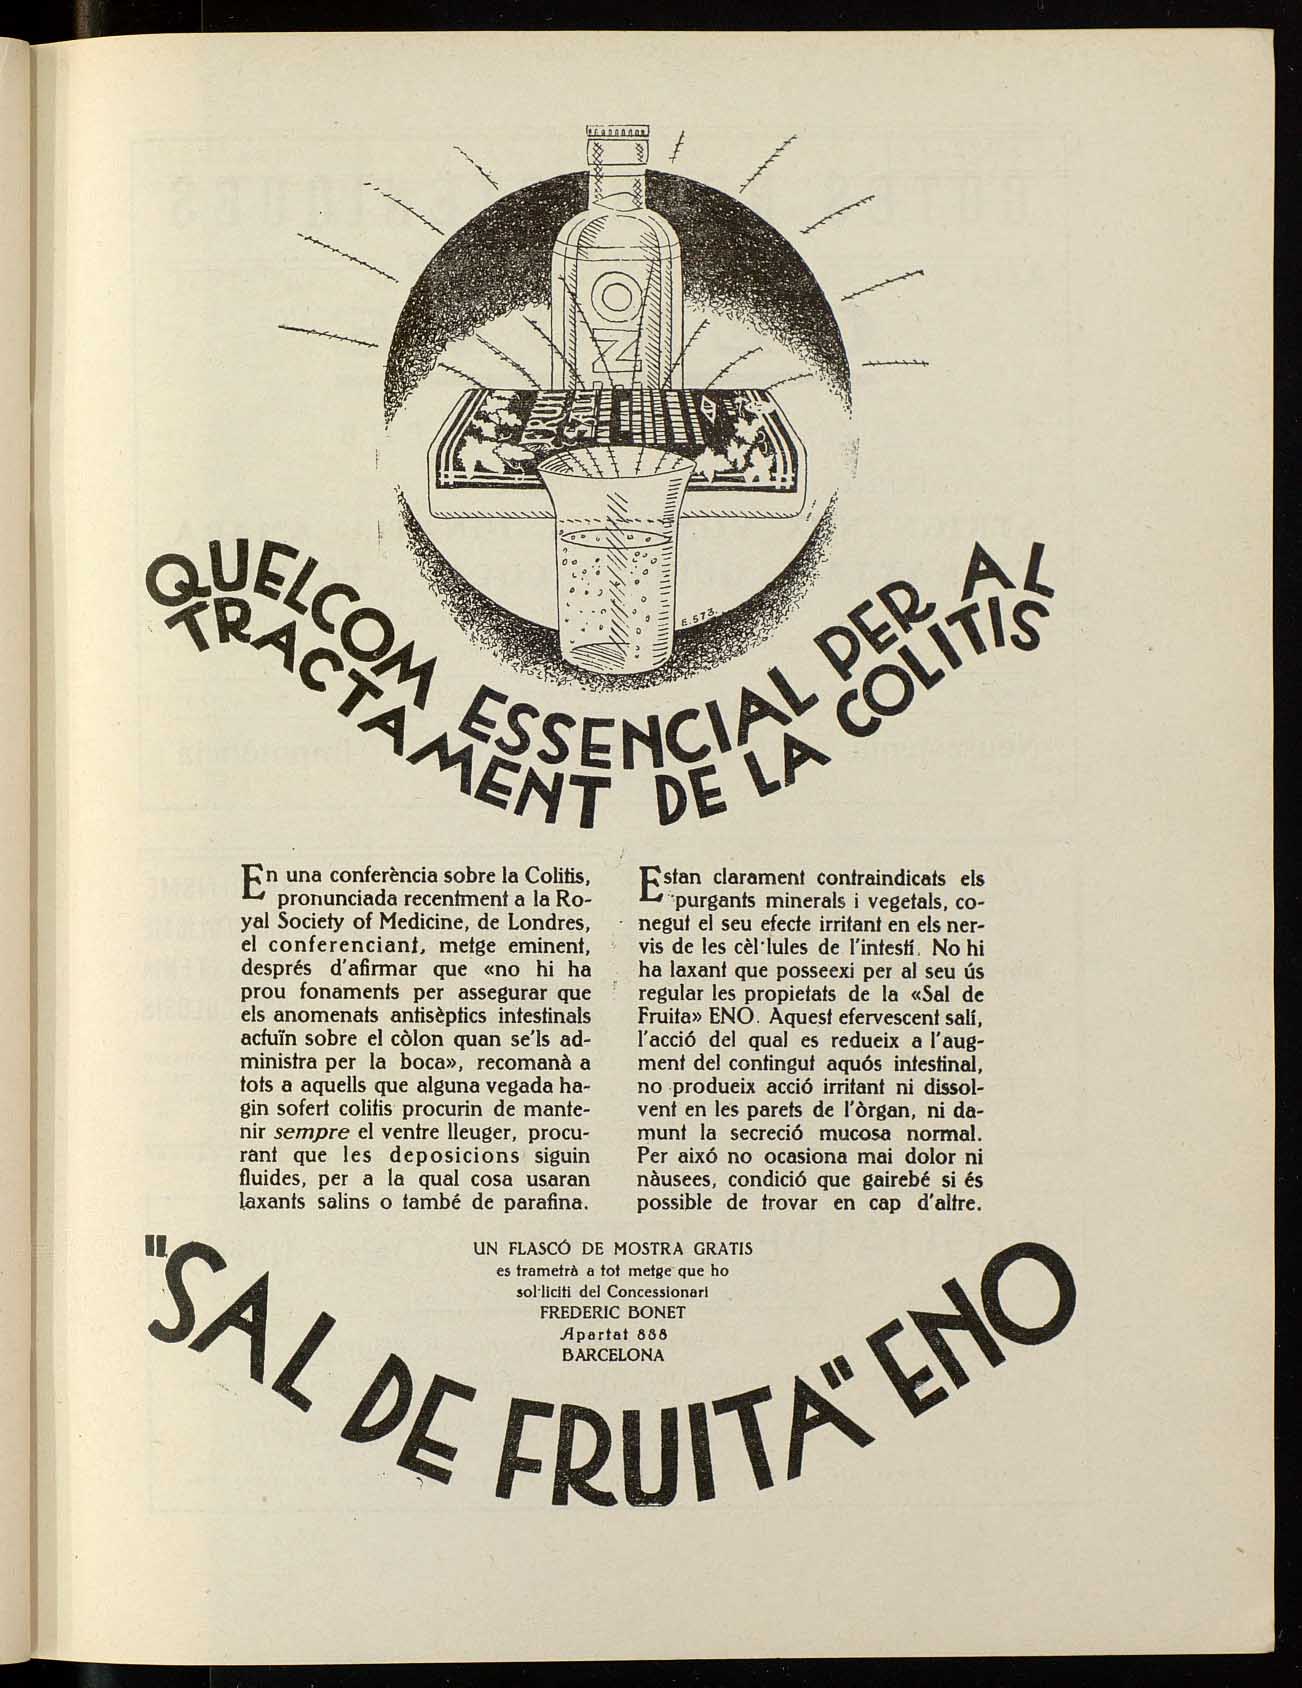 ENO
FRUIT
SALT
E.573.
QUELCOM ESSENCIAL PER AL
TRACTAMENT DE LA COLITIS
En una conferència sobre la Colitis,
pronunciada recentment a la Ro-
yal Society of Medicine, de Londres,
el conferenciant, metge eminent,
després d'afirmar que «no hi ha
prou fonaments per assegurar que
els anomenats antisèptics intestinals
actuïn sobre el còlon quan se'ls ad-
ministra per la boca», recomanà a
tots a aquells que alguna vegada ha-
gin sofert colitis procurin de mante-
nir sempre el ventre lleuger, procu-
rant que les deposicions siguin
fluides, per a la qual cosa usaran
laxants salins o també de parafina.
Estan clarament contraindicats els
purgants minerals i vegetals, co-
negut el seu efecte irritant en els ner-
vis de les cèl·lules de l'intestí. No hi
ha laxant que posseexi per al seu ús
regular les propietats de la «Sal de
Fruita» ENO. Aquest efervescent salí,
l'acció del qual es redueix a l'aug-
ment del contingut aquós intestinal,
no produeix acció irritant ni dissol-
vent en les parets de l'òrgan, ni da-
munt la secreció mucosa normal.
Per aixó no ocasiona mai dolor ni
nàusees, condició que gairebé si és
possible de trovar en cap d'altre.
UN FLASCÓ DE MOSTRA GRATIS
es trametrà a tot metge que ho
sol·liciti del Concessionari
FREDERIC BONET
Apartat 888
BARCELONA
"SAL DE FRUITA" ENO